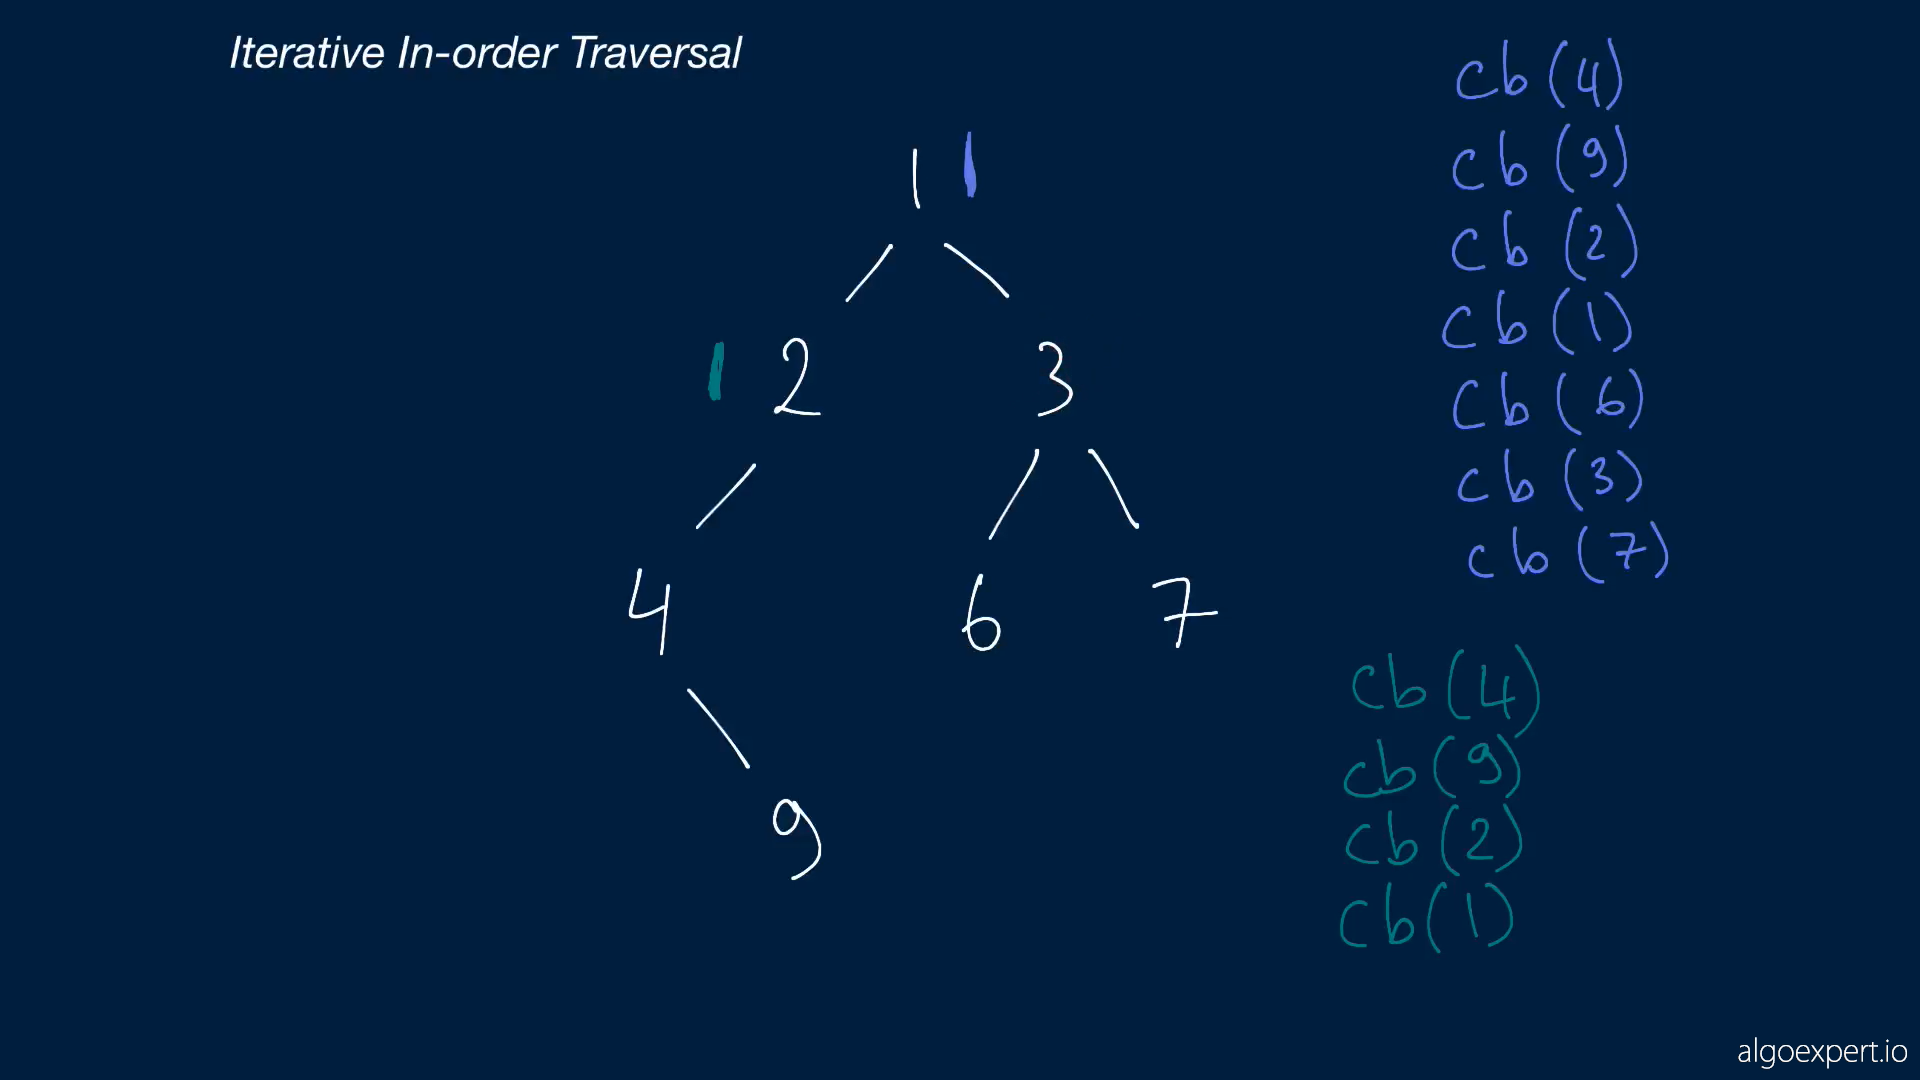 Iterative In-order Traversal
1
2 3
4 6 7
9
cb (4)
cb (9)
cb (2)
cb (1)
cb (6)
cb (3)
cb (7)
cb (4)
cb (9)
cb (2)
cb (1)
algoexpert.io